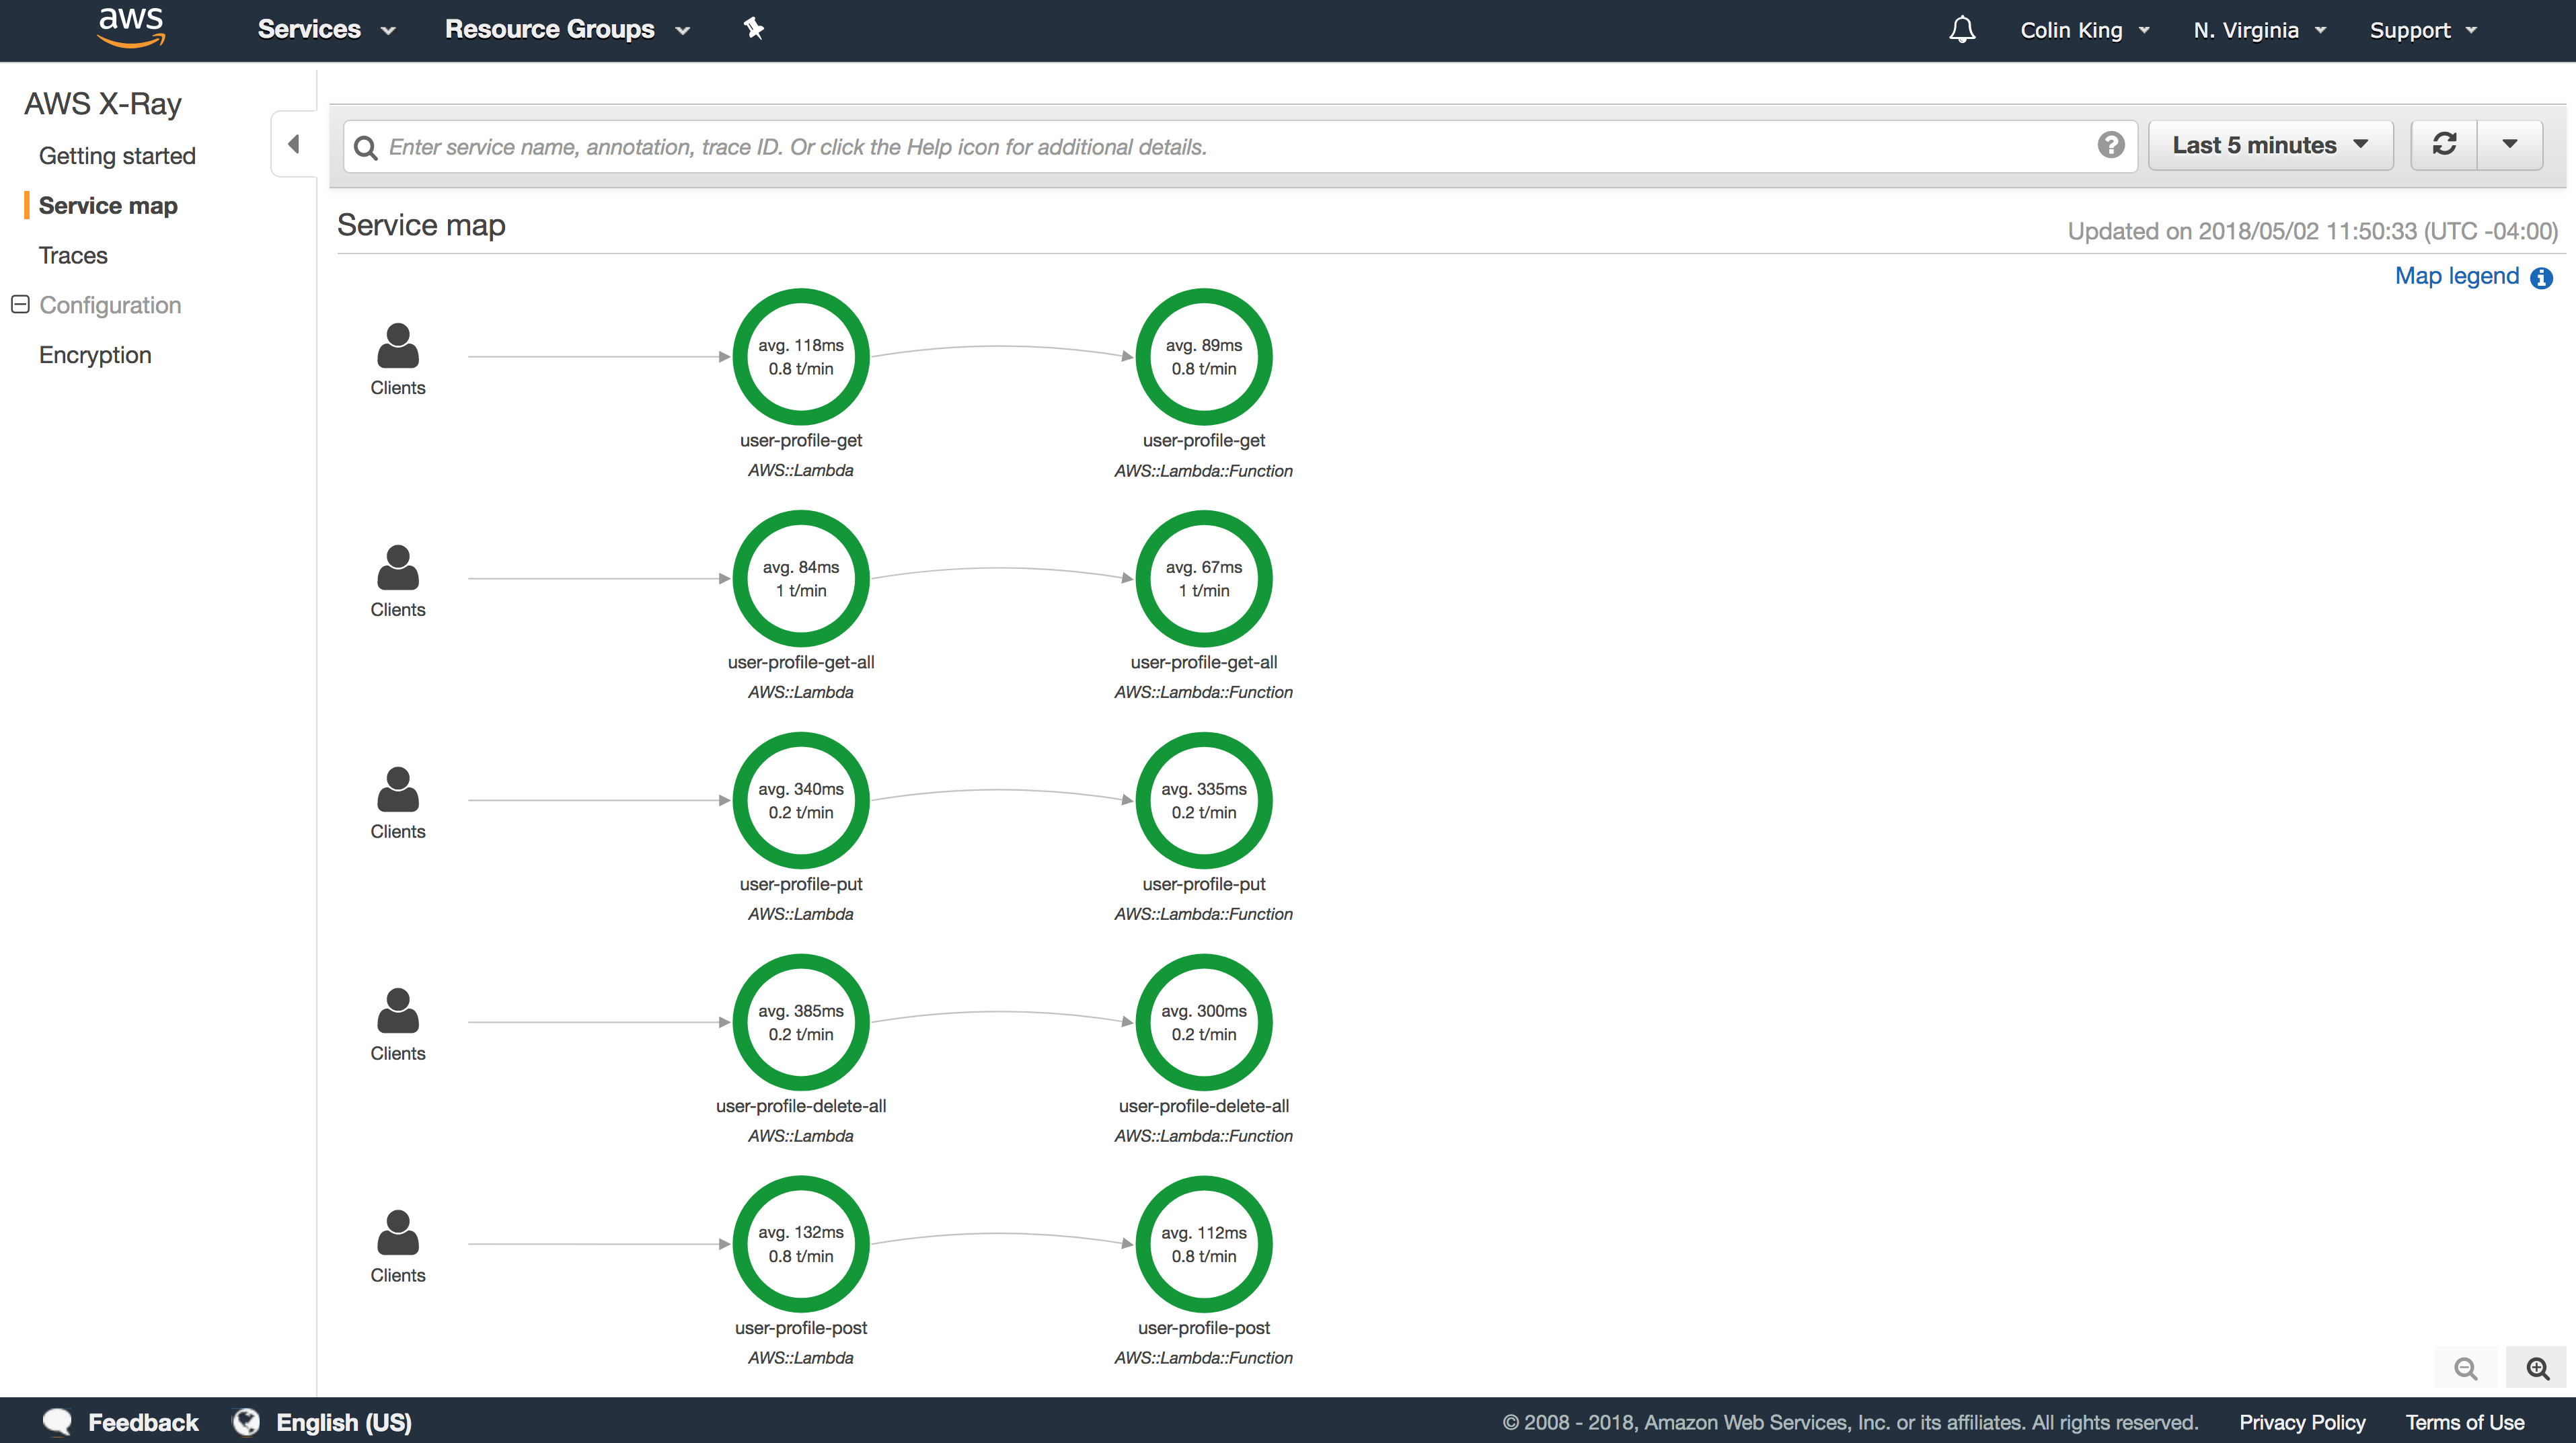 aws
Services
Resource Groups
Colin King
N. Virginia
Support
AWS X-Ray
Getting started
Service map
Traces
Configuration
Encryption
Enter service name, annotation, trace ID. Or click the Help icon for additional details.
?
Last 5 minutes
Service map
Updated on 2018/05/02 11:50:33 (UTC -04:00)
Map legend i
Clients
avg. 118ms
0.8 t/min
user-profile-get
AWS::Lambda
avg. 89ms
0.8 t/min
user-profile-get
AWS::Lambda::Function
Clients
avg. 84ms
1 t/min
user-profile-get-all
AWS::Lambda
avg. 67ms
1 t/min
user-profile-get-all
AWS::Lambda::Function
Clients
avg. 340ms
0.2 t/min
user-profile-put
AWS::Lambda
avg. 335ms
0.2 t/min
user-profile-put
AWS::Lambda::Function
Clients
avg. 385ms
0.2 t/min
user-profile-delete-all
AWS::Lambda
avg. 300ms
0.2 t/min
user-profile-delete-all
AWS::Lambda::Function
Clients
avg. 132ms
0.8 t/min
user-profile-post
AWS::Lambda
avg. 112ms
0.8 t/min
user-profile-post
AWS::Lambda::Function
Feedback
English (US)
© 2008 - 2018, Amazon Web Services, Inc. or its affiliates. All rights reserved.
Privacy Policy
Terms of Use